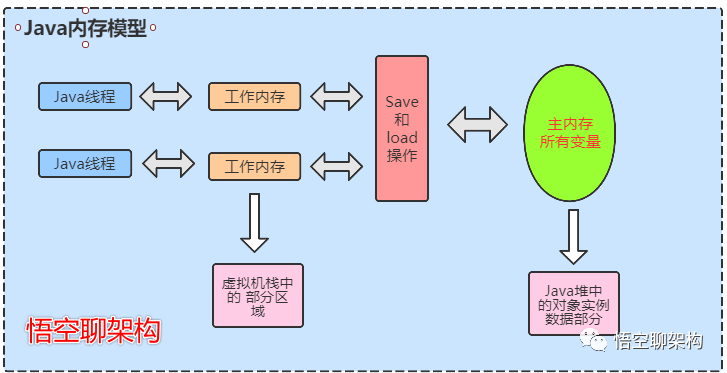 Java内存模型
Java线程
工作内存
Save
和
load
操作
主内存
所有变量
Java线程
工作内存
虚拟机栈中
的 部分区
域
Java堆中
的对象实例
数据部分
悟空聊架构
悟空聊架构